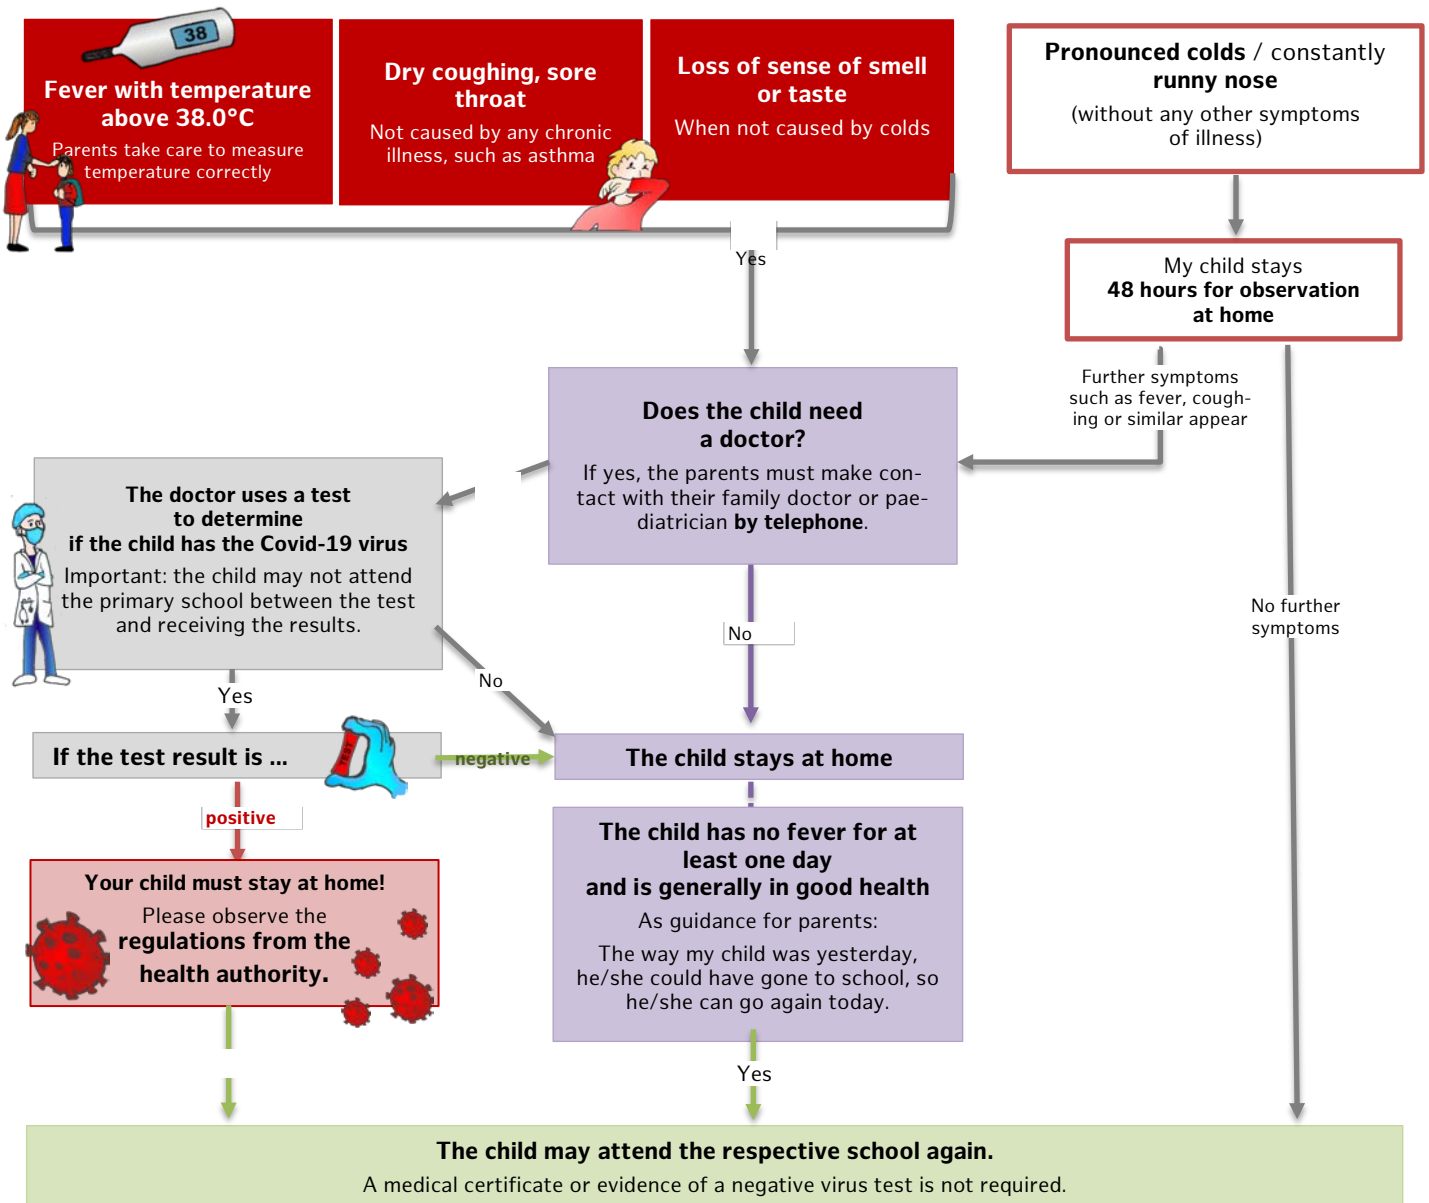 38
Fever with temperature
above 38.0°C
Parents take care to measure
temperature correctly
Dry coughing, sore
throat
Not caused by any chronic
illness, such as asthma
Loss of sense of smell
or taste
When not caused by colds
Pronounced colds / constantly
runny nose
(without any other symptoms
of illness)
Yes
My child stays
48 hours for observation
at home
Further symptoms
such as fever, cough-
ing or similar appear
Does the child need
a doctor?
If yes, the parents must make con-
tact with their family doctor or pae-
diatrician by telephone.
The doctor uses a test
to determine
if the child has the Covid-19 virus
Important: the child may not attend
the primary school between the test
and receiving the results.
No further
symptoms
No
No
Yes
If the test result is ...
TEST
negative
The child stays at home
positive
Your child must stay at home!
Please observe the
regulations from the
health authority.
The child has no fever for at
least one day
and is generally in good health
As guidance for parents:
The way my child was yesterday,
he/she could have gone to school, so
he/she can go again today.
Yes
The child may attend the respective school again.
A medical certificate or evidence of a negative virus test is not required.